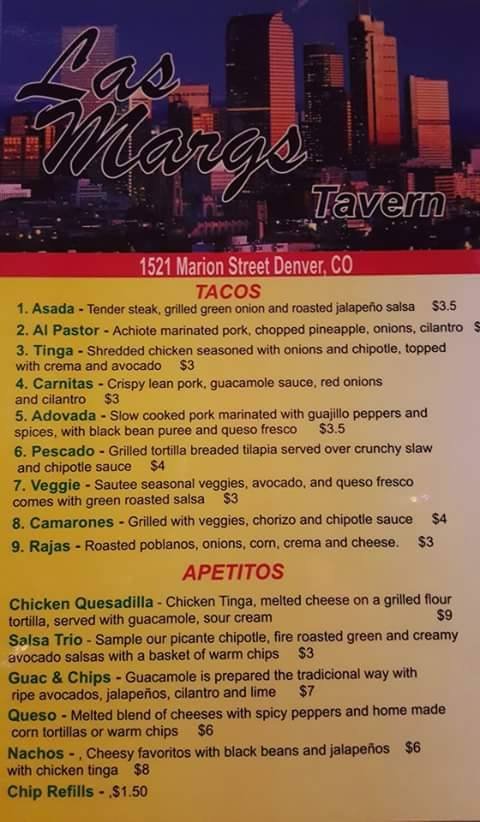 Las
Margs
Tavern
1521 Marion Street Denver, CO
TACOS
1. Asada - Tender steak, grilled green onion and roasted jalapeño salsa $3.5
2. Al Pastor - Achiote marinated pork, chopped pineapple, onions, cilantro $
3. Tinga - Shredded chicken seasoned with onions and chipotle, topped
with crema and avocado $3
4. Carnitas - Crispy lean pork, guacamole sauce, red onions
and cilantro $3
5. Adovada - Slow cooked pork marinated with guajillo peppers and
spices, with black bean puree and queso fresco $3.5
6. Pescado - Grilled tortilla breaded tilapia served over crunchy slaw
and chipotle sauce $4
7. Veggie - Sautee seasonal veggies, avocado, and queso fresco
comes with green roasted salsa $3
8. Camarones - Grilled with veggies, chorizo and chipotle sauce $4
9. Rajas - Roasted poblanos, onions, corn, crema and cheese. $3
APETITOS
Chicken Quesadilla - Chicken Tinga, melted cheese on a grilled flour
tortilla, served with guacamole, sour cream $9
Salsa Trio - Sample our picante chipotle, fire roasted green and creamy
avocado salsas with a basket of warm chips $3
Guac & Chips - Guacamole is prepared the tradicional way with
ripe avocados, jalapeños, cilantro and lime $7
Queso - Melted blend of cheeses with spicy peppers and home made
corn tortillas or warm chips $6
Nachos - , Cheesy favorites with black beans and jalapeños $6
with chicken tinga $8
Chip Refills - ,$1.50